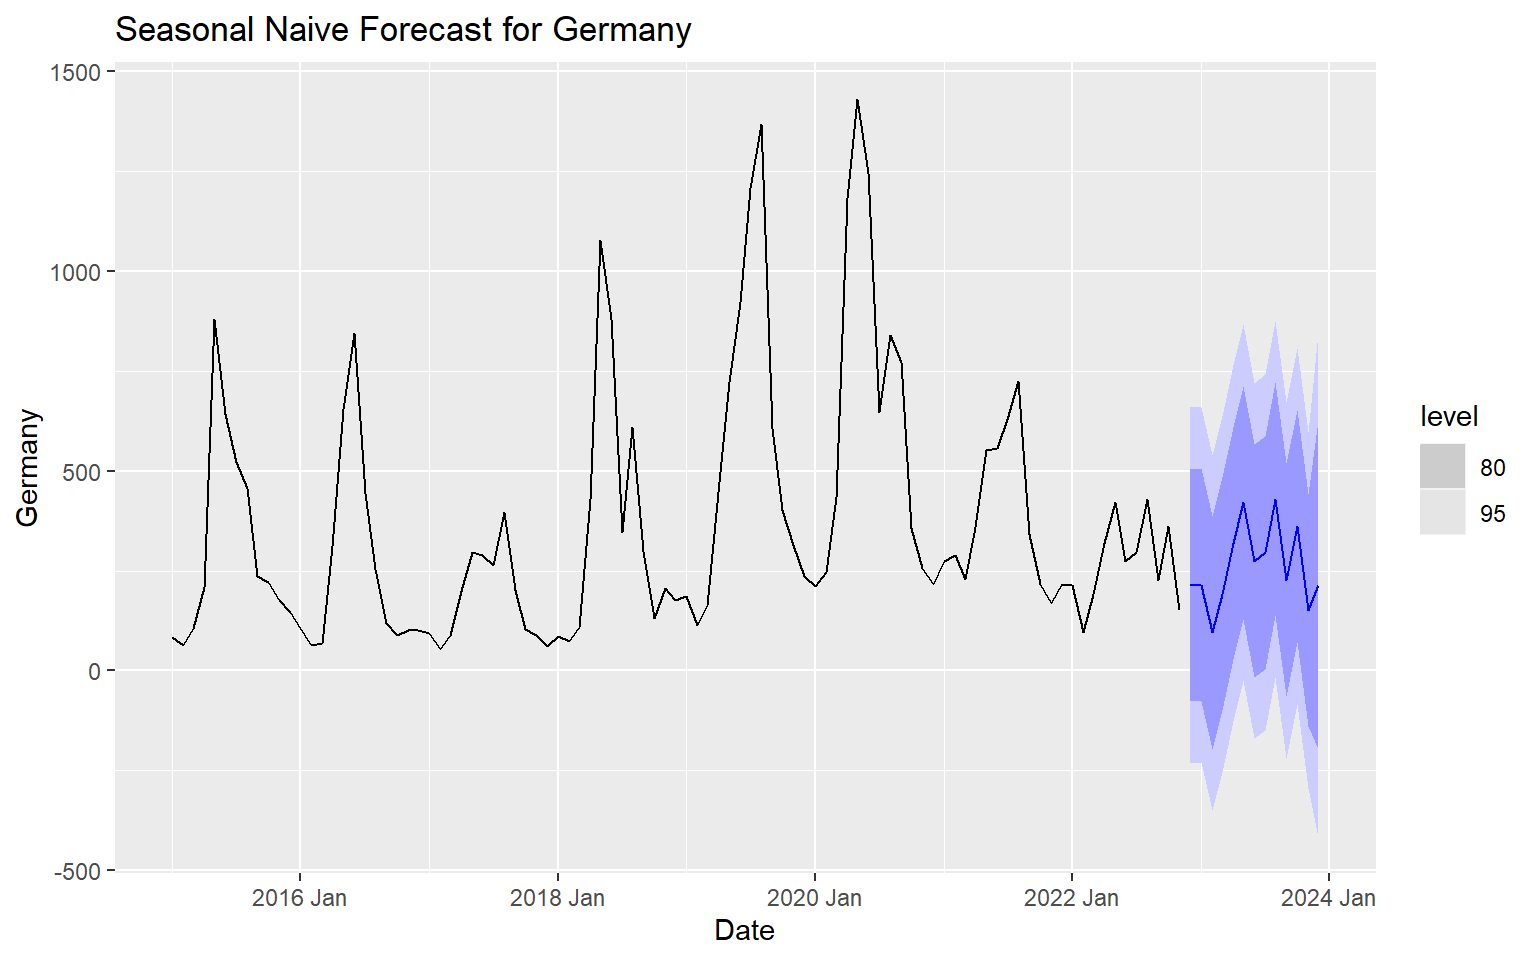 Seasonal Naive Forecast for Germany
1500
1000
500
0
-500
Germany
2016 Jan
2018 Jan
2020 Jan
2022 Jan
2024 Jan
Date
level
80
95